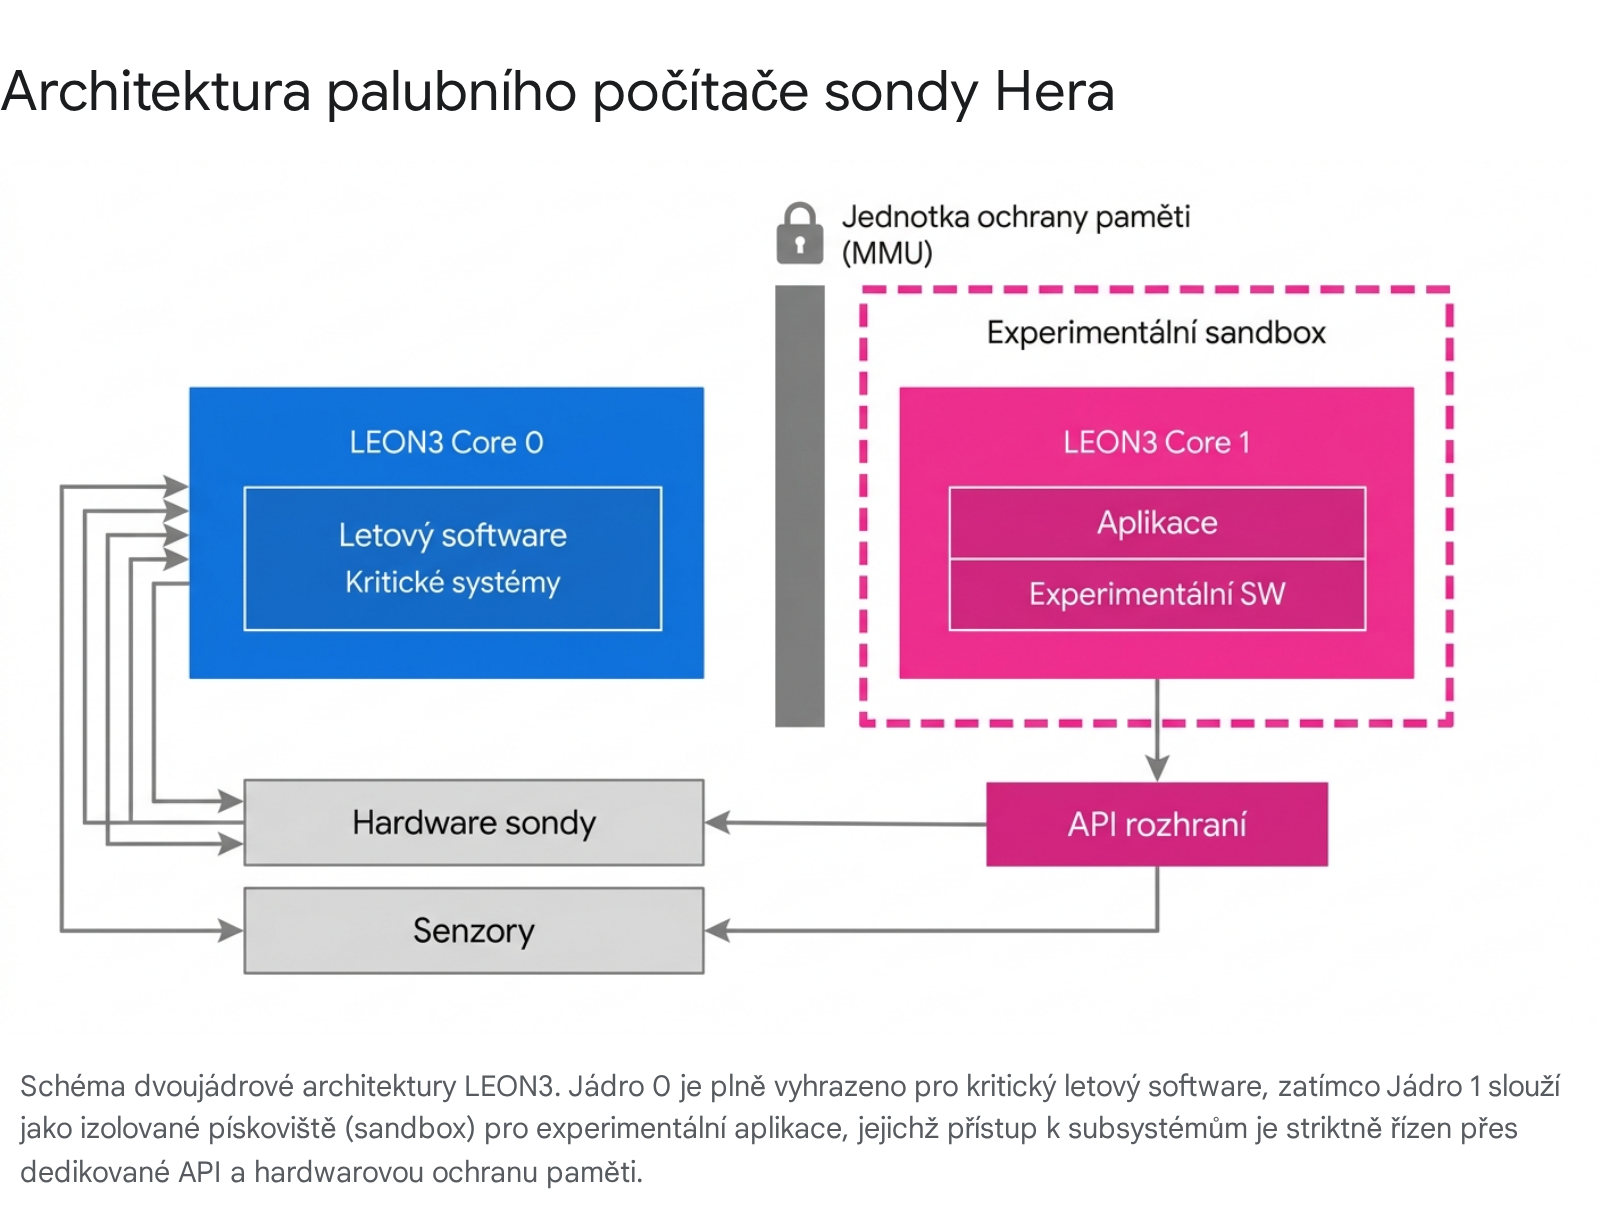 Architektura palubního počítače sondy Hera
Jednotka ochrany paměti
(MMU)
Experimentální sandbox
LEON3 Core 0
Letový software
Kritické systémy
LEON3 Core 1
Aplikace
Experimentální SW
Hardware sondy
API rozhraní
Senzory
Schéma dvoujádrové architektury LEON3. Jádro 0 je plně vyhrazeno pro kritický letový software, zatímco Jádro 1 slouží
jako izolované pískoviště (sandbox) pro experimentální aplikace, jejichž přístup k subsystémům je striktně řízen přes
dedikované API a hardwarovou ochranu paměti.